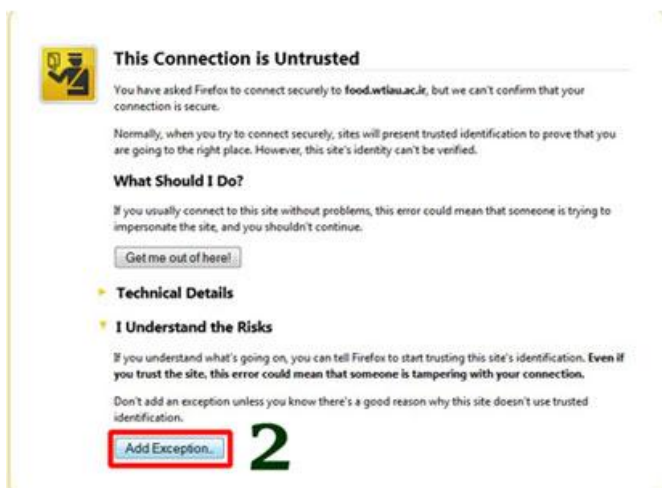 This Connection is Untrusted
You have asked Firefox to connect securely to food.wtiau.ac.ir, but we can't confirm that your
connection is secure.
Normally, when you try to connect securely, sites will present trusted identification to prove that you
are going to the right place. However, this site's identity can't be verified.
What Should I Do?
If you usually connect to this site without problems, this error could mean that someone is trying to
impersonate the site, and you shouldn't continue.
Get me out of here!
Technical Details
I Understand the Risks
If you understand what's going on, you can tell Firefox to start trusting this site's identification. Even if
you trust the site, this error could mean that someone is tampering with your connection.
Don't add an exception unless you know there's a good reason why this site doesn't use trusted
identification.
Add Exception.. 2